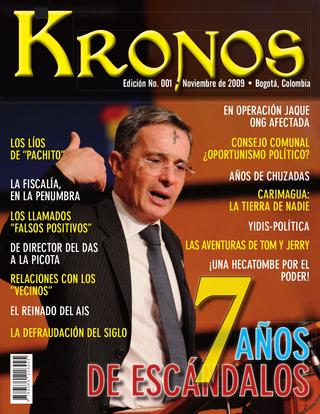 KRONOS
Edición No. 001, Noviembre de 2009 • Bogotá, Colombia
EN OPERACIÓN JAQUE
ONG AFECTADA
CONSEJO COMUNAL
¿OPORTUNISMO POLÍTICO?
AÑOS DE CHUZADAS
CARIMAGUA:
LA TIERRA DE NADIE
YIDIS-POLÍTICA
LAS AVENTURAS DE TOM Y JERRY
¡UNA HECATOMBE POR EL
PODER!
LOS LÍOS
DE "PACHITO"
LA FISCALÍA,
EN LA PENUMBRA
LOS LLAMADOS
"FALSOS POSITIVOS"
DE DIRECTOR DEL DAS
A LA PICOTA
RELACIONES CON LOS
"VECINOS"
EL REINADO DEL AIS
LA DEFRAUDACIÓN DEL SIGLO
7 AÑOS
DE ESCÁNDALOS